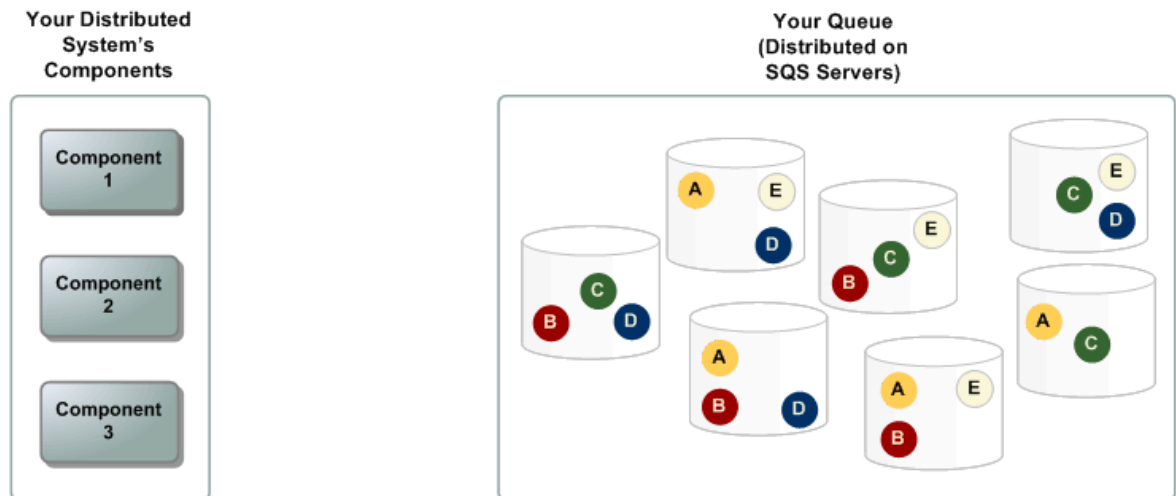 Your Distributed
System's
Components
Your Queue
(Distributed on
SQS Servers)
Component
1
Component
2
Component
3
A
E
D
B
C
E
C
E
D
C
B
D
A
B
D
A
E
B
A
C